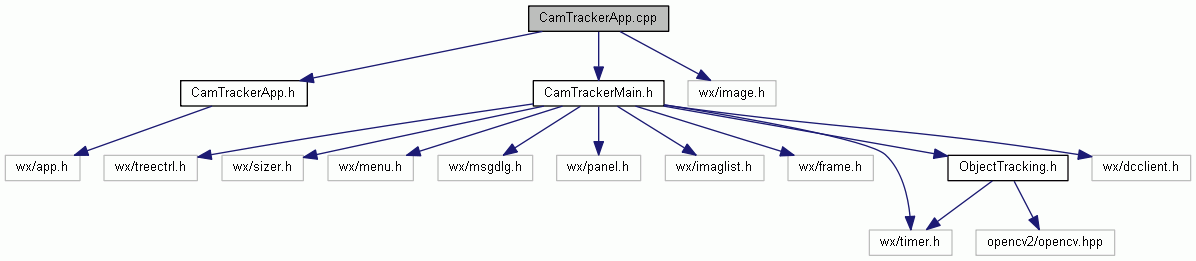 CamTrackerApp.cpp
CamTrackerApp.h
CamTrackerMain.h
wx/image.h
wx/app.h
wx/treectrl.h
wx/sizer.h
wx/menu.h
wx/msgdlg.h
wx/panel.h
wx/imaglist.h
wx/frame.h
ObjectTracking.h
wx/dcclient.h
wx/timer.h
opencv2/opencv.hpp